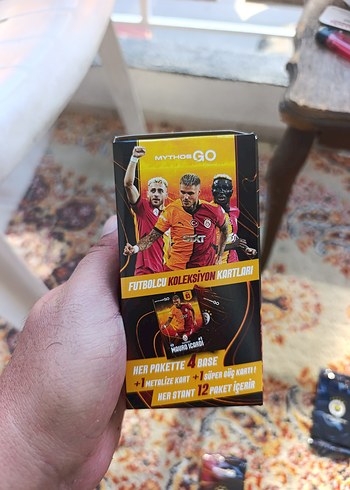 MYTHOS GO
FUTBOLCU KOLEKSİYON KARTLARI
MAURO ICARDI
HER PAKETTE 4 BASE
+1 METALİZE KART +1 SÜPER GÜÇ KARTI!
HER STANT 12 PAKET İÇERİR